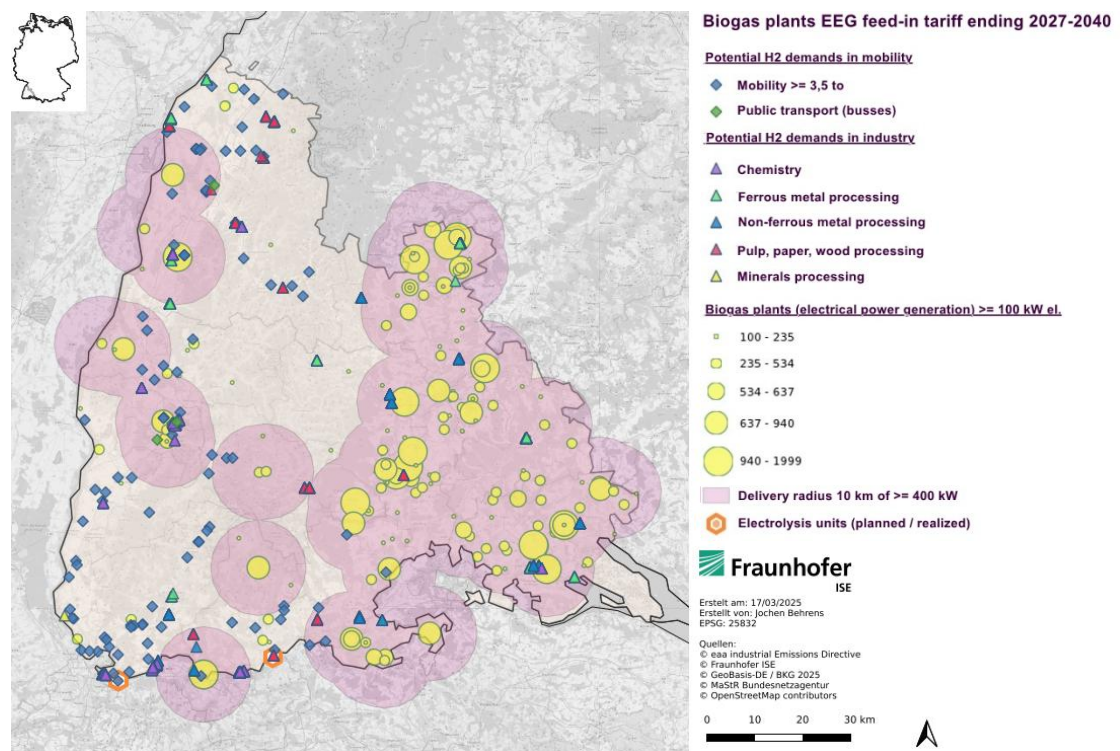 Biogas plants EEG feed-in tariff ending 2027-2040
Potential H2 demands in mobility
Mobility >= 3,5 to
Public transport (busses)
Potential H2 demands in industry
Chemistry
Ferrous metal processing
Non-ferrous metal processing
Pulp, paper, wood processing
Minerals processing
Biogas plants (electrical power generation) >= 100 kW el.
100 - 235
235 - 534
534 - 637
637 - 940
940 - 1999
Delivery radius 10 km of >= 400 kW
Electrolysis units (planned / realized)
Fraunhofer
ISE
Erstellt am: 17/03/2025
Erstellt von: Jochen Behrens
EPSG: 25832
Quellen:
© eaa industrial Emissions Directive
© Fraunhofer ISE
© GeoBasis-DE / BKG 2025
© MaStR Bundesnetzagentur
© OpenStreetMap contributors
0 10 20 30 km